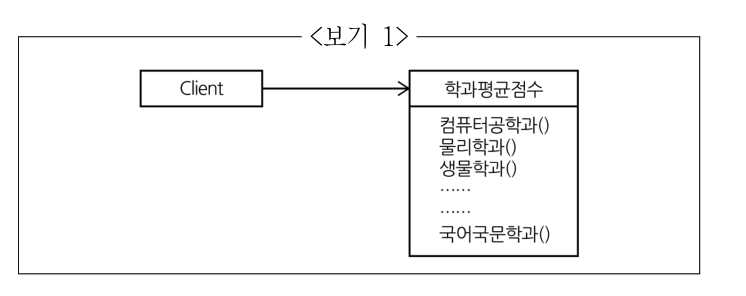 <보기 1>
Client
학과평균점수
컴퓨터공학과()
물리학과()
생물학과()
……
……
국어국문학과()